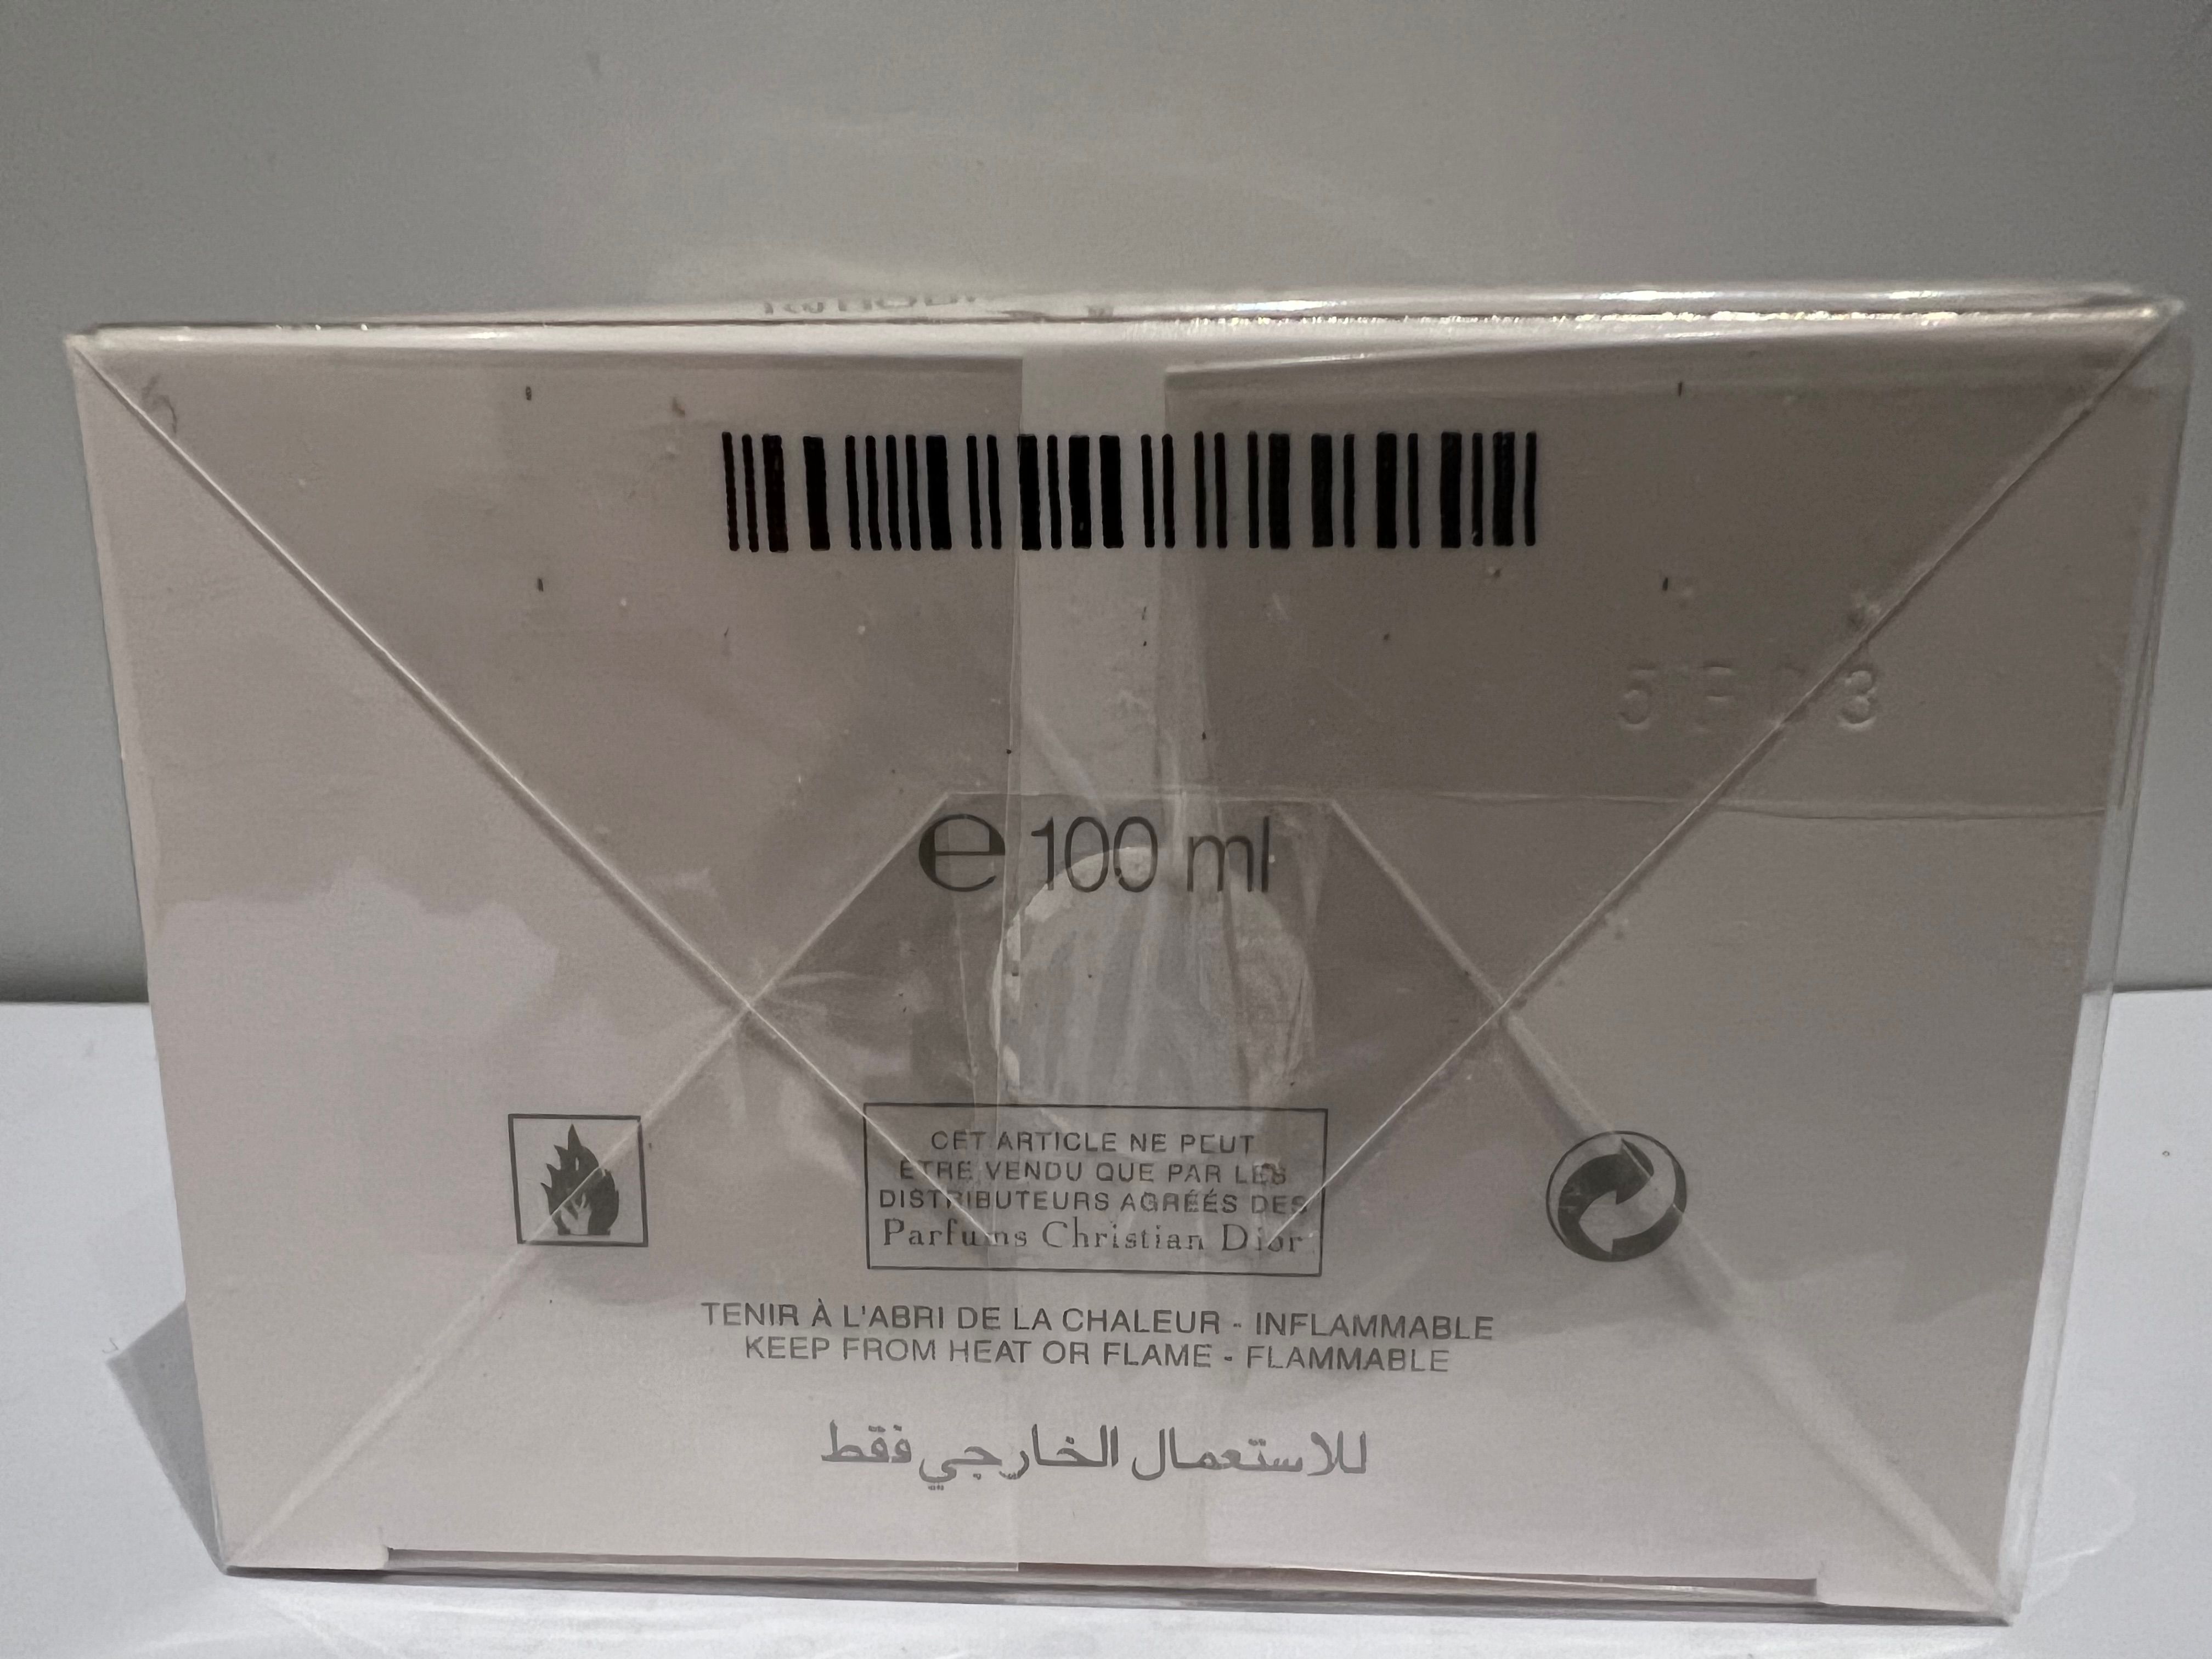 e 100 ml
CET ARTICLE NE PEUT
ÊTRE VENDU QUE PAR LES
DISTRIBUTEURS AGRÉÉS DES
Parfums Christian Dior
TENIR À L'ABRI DE LA CHALEUR - INFLAMMABLE
KEEP FROM HEAT OR FLAME - FLAMMABLE
للاستعمال الخارجي فقط